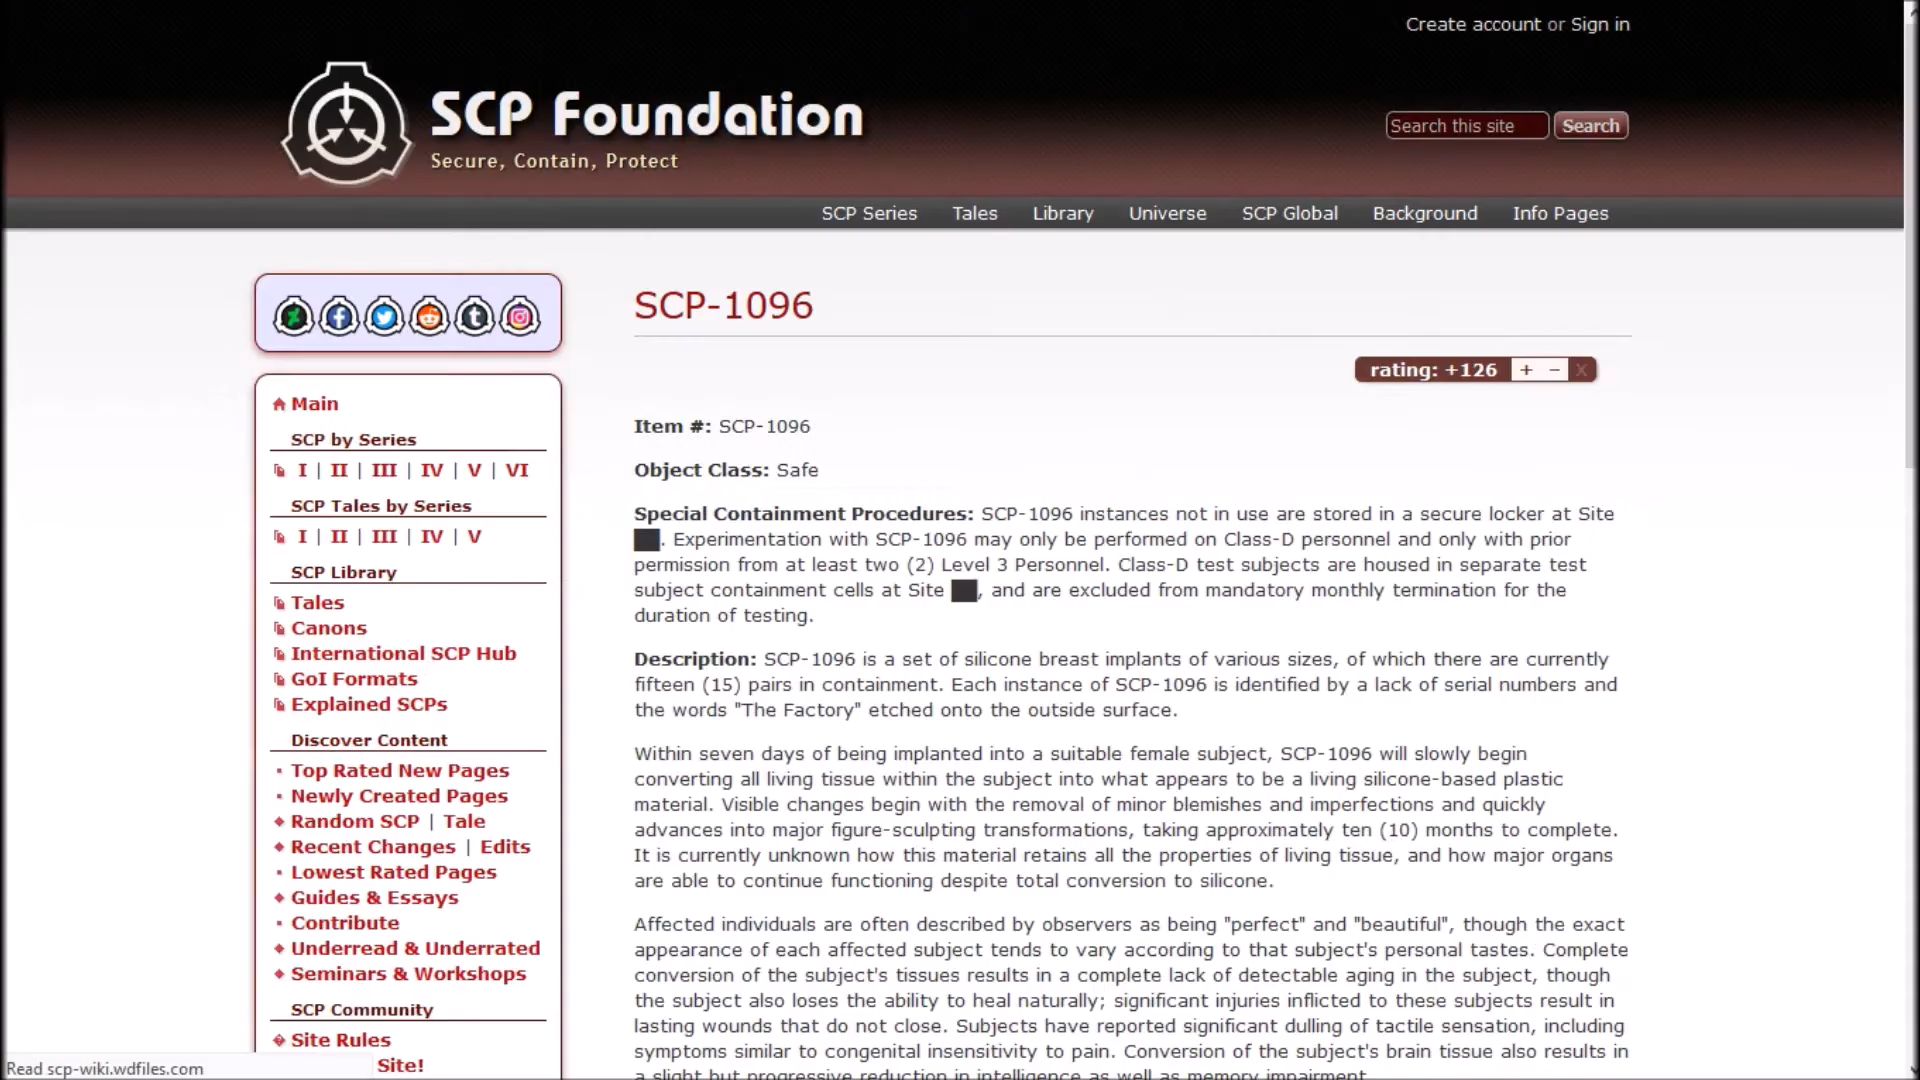 Create account or Sign in
SCP Foundation
Secure, Contain, Protect
Search this site
Search
SCP Series Tales Library Universe SCP Global Background Info Pages
Main
SCP by Series
I | II | III | IV | V | VI
SCP Tales by Series
I | II | III | IV | V
SCP Library
Tales
Canons
International SCP Hub
GoI Formats
Explained SCPs
Discover Content
Top Rated New Pages
Newly Created Pages
Random SCP | Tale
Recent Changes | Edits
Lowest Rated Pages
Guides & Essays
Contribute
Underread & Underrated
Seminars & Workshops
SCP Community
Site Rules
Site!
Read scp-wiki.wdfiles.com
SCP-1096
rating: +126 + − X
Item #: SCP-1096
Object Class: Safe
Special Containment Procedures: SCP-1096 instances not in use are stored in a secure locker at Site
██. Experimentation with SCP-1096 may only be performed on Class-D personnel and only with prior
permission from at least two (2) Level 3 Personnel. Class-D test subjects are housed in separate test
subject containment cells at Site ██, and are excluded from mandatory monthly termination for the
duration of testing.
Description: SCP-1096 is a set of silicone breast implants of various sizes, of which there are currently
fifteen (15) pairs in containment. Each instance of SCP-1096 is identified by a lack of serial numbers and
the words "The Factory" etched onto the outside surface.
Within seven days of being implanted into a suitable female subject, SCP-1096 will slowly begin
converting all living tissue within the subject into what appears to be a living silicone-based plastic
material. Visible changes begin with the removal of minor blemishes and imperfections and quickly
advances into major figure-sculpting transformations, taking approximately ten (10) months to complete.
It is currently unknown how this material retains all the properties of living tissue, and how major organs
are able to continue functioning despite total conversion to silicone.
Affected individuals are often described by observers as being "perfect" and "beautiful", though the exact
appearance of each affected subject tends to vary according to that subject's personal tastes. Complete
conversion of the subject's tissues results in a complete lack of detectable aging in the subject, though
the subject also loses the ability to heal naturally; significant injuries inflicted to these subjects result in
lasting wounds that do not close. Subjects have reported significant dulling of tactile sensation, including
symptoms similar to congenital insensitivity to pain. Conversion of the subject's brain tissue also results in
a slight but progressive reduction in intelligence as well as memory impairment.